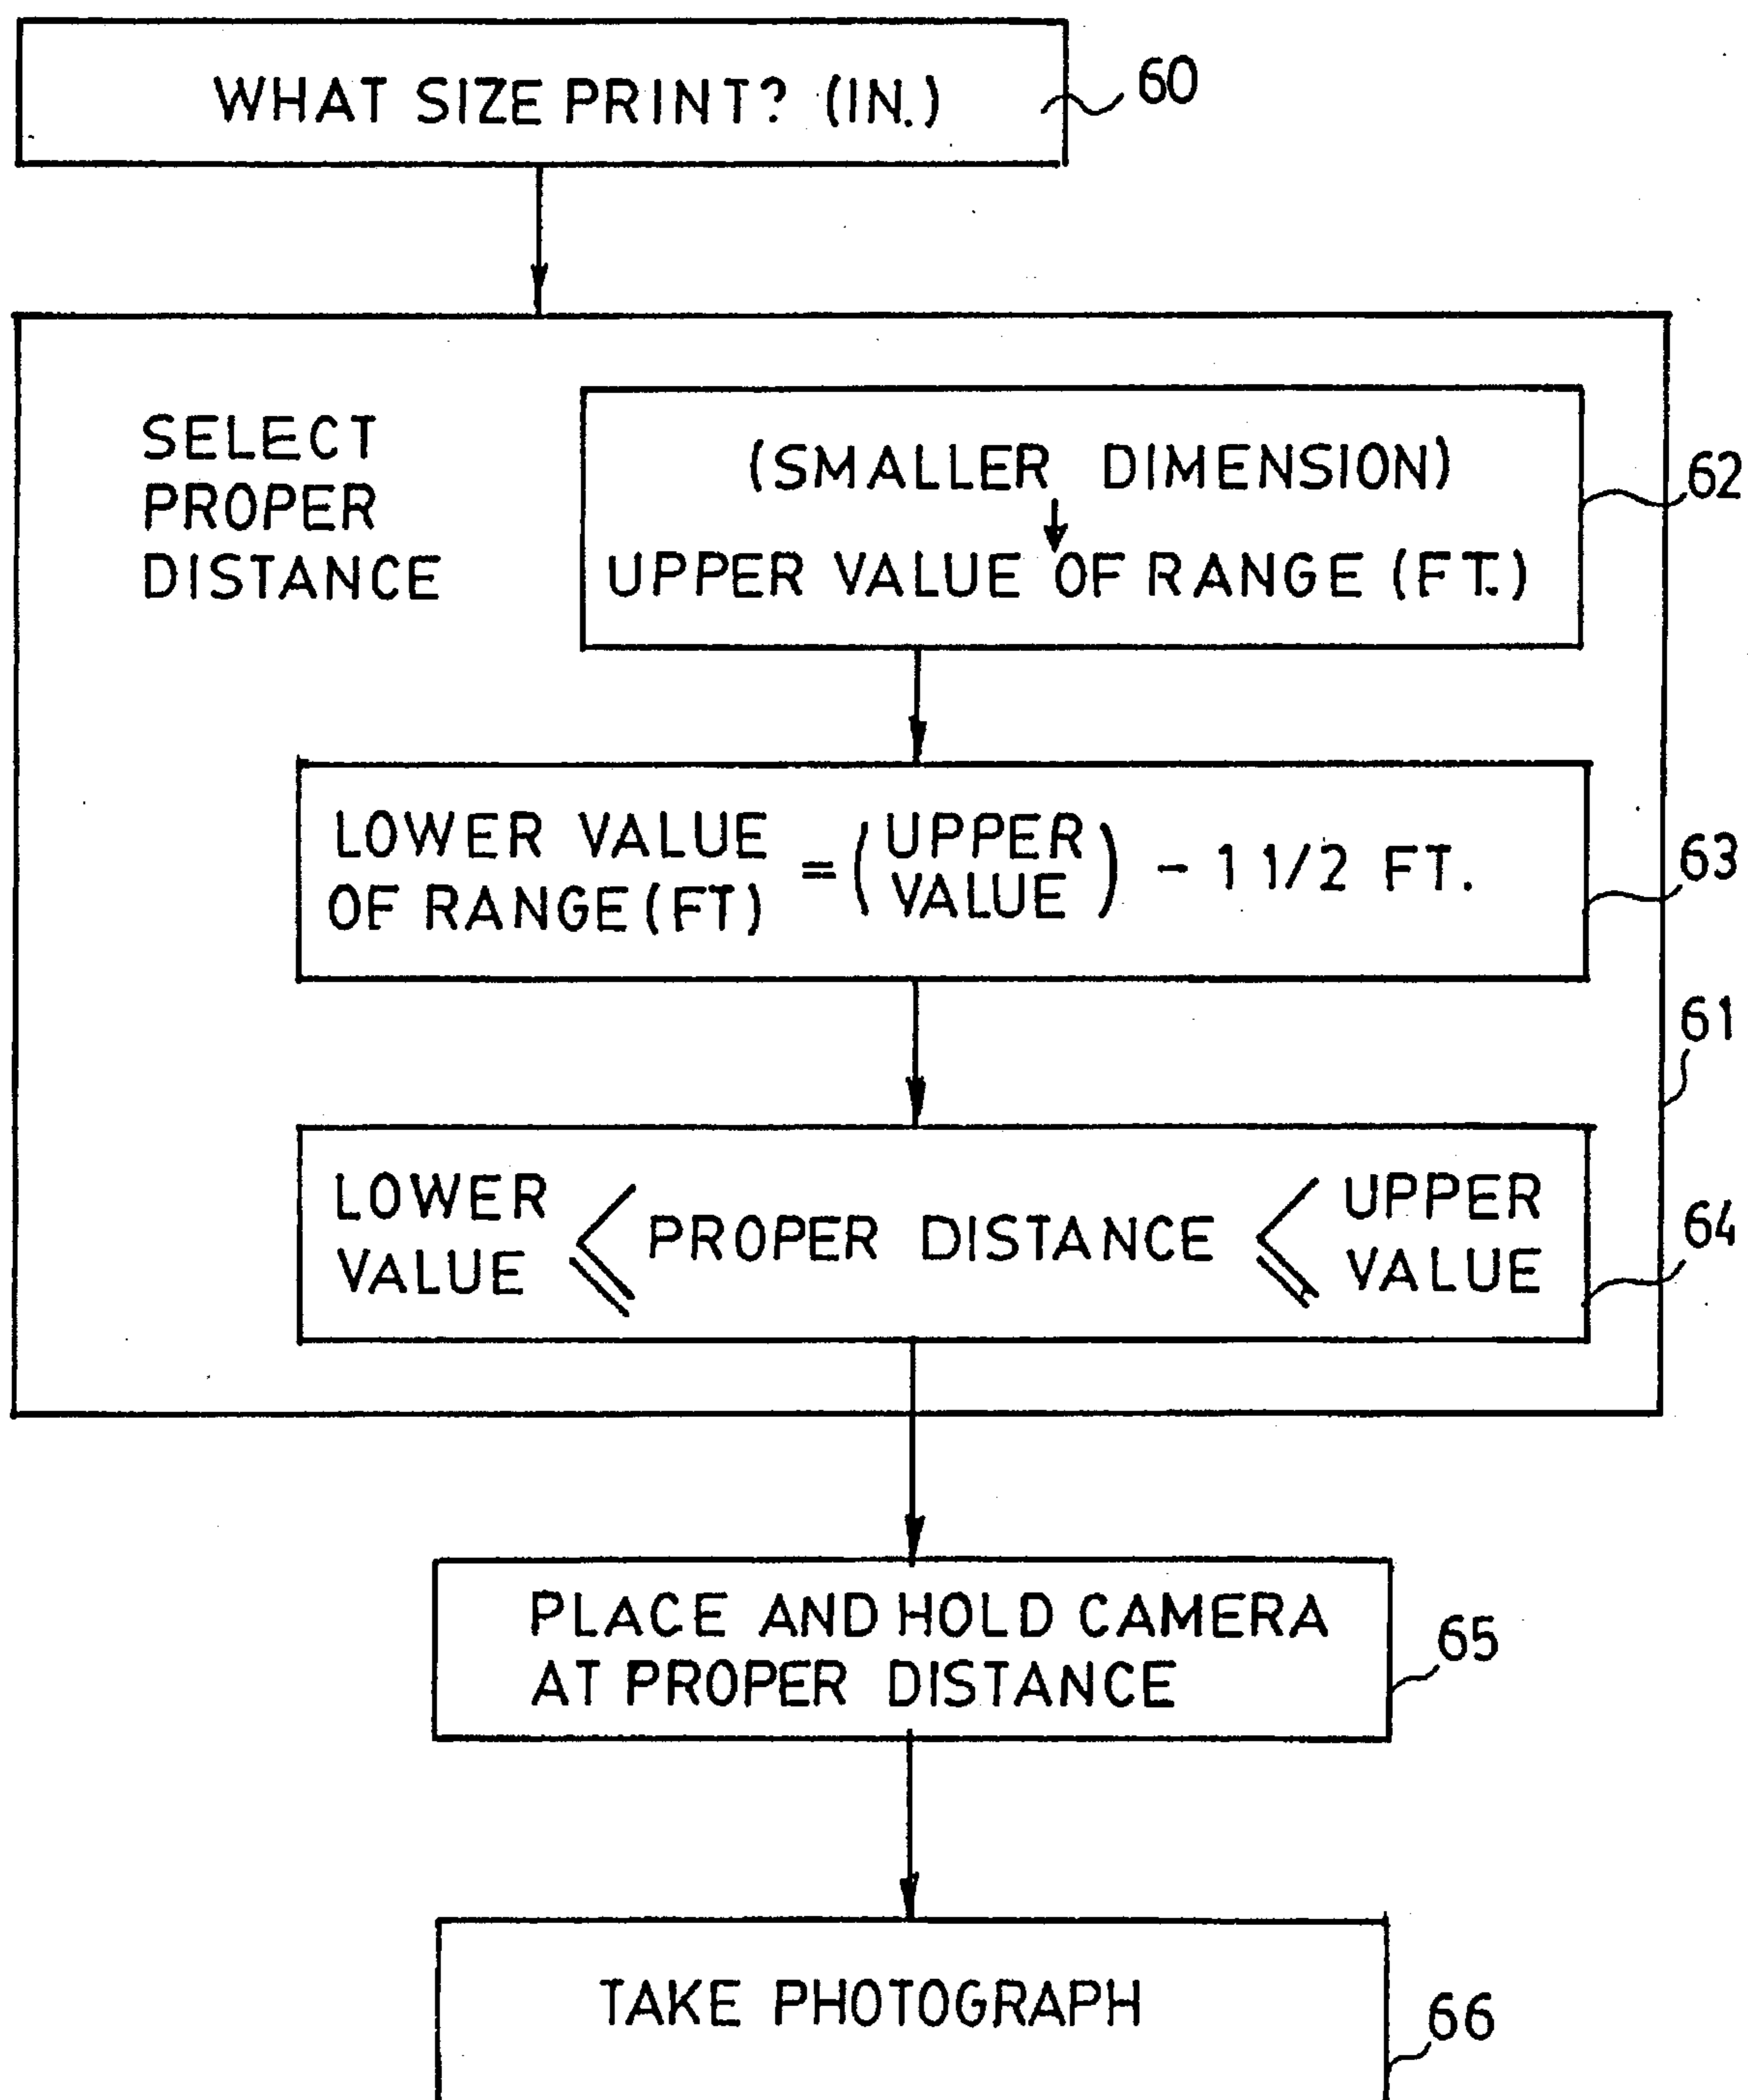 WHAT SIZE PRINT? (IN.)
60
SELECT
PROPER
DISTANCE
(SMALLER DIMENSION)
UPPER VALUE OF RANGE (FT.)
62
LOWER VALUE
OF RANGE (FT)
= (UPPER
VALUE) - 1 1/2 FT.
63
61
LOWER
VALUE
≤ PROPER DISTANCE ≤
UPPER
VALUE
64
PLACE AND HOLD CAMERA
AT PROPER DISTANCE
65
TAKE PHOTOGRAPH
66